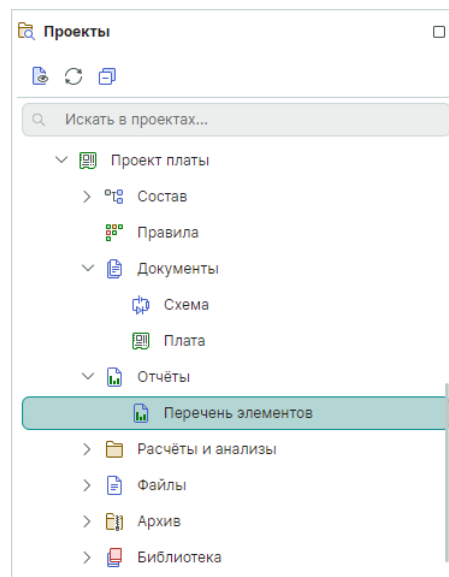 Проекты
Искать в проектах...
Проект платы
Состав
Правила
Документы
Схема
Плата
Отчёты
Перечень элементов
Расчёты и анализы
Файлы
Архив
Библиотека